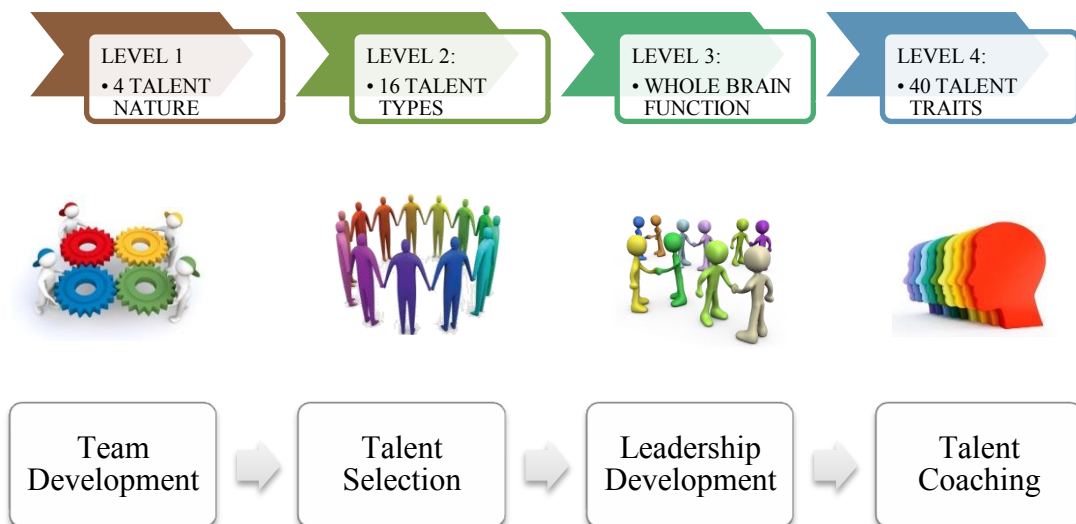 LEVEL 1
• 4 TALENT
NATURE
LEVEL 2:
• 16 TALENT
TYPES
LEVEL 3:
• WHOLE BRAIN
FUNCTION
LEVEL 4:
• 40 TALENT
TRAITS
Team
Development
Talent
Selection
Leadership
Development
Talent
Coaching